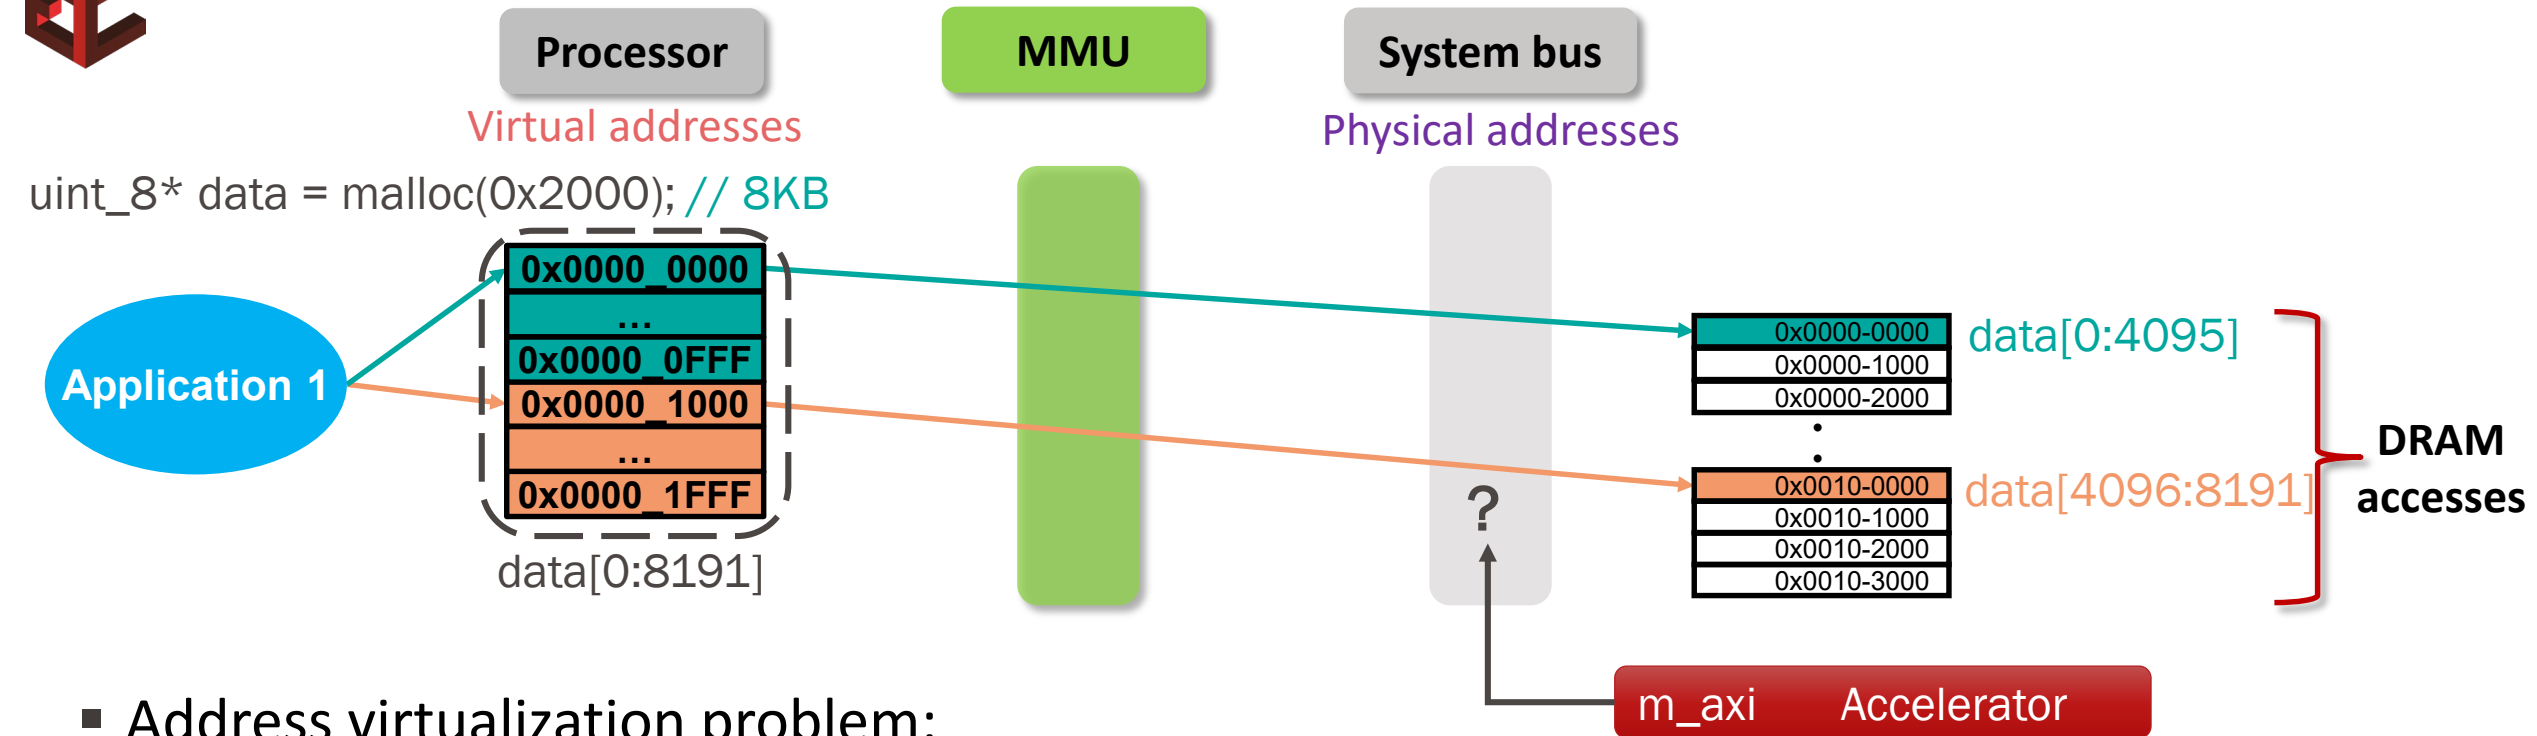 Processor
MMU
System bus
Virtual addresses
Physical addresses
uint_8* data = malloc(0x2000); // 8KB
Application 1
0x0000_0000
...
0x0000_0FFF
0x0000_1000
...
0x0000_1FFF
data[0:8191]
?
0x0000-0000
0x0000-1000
0x0000-2000
0x0010-0000
0x0010-1000
0x0010-2000
0x0010-3000
data[0:4095]
data[4096:8191]
DRAM
accesses
m_axi Accelerator
▪ Address virtualization problem: